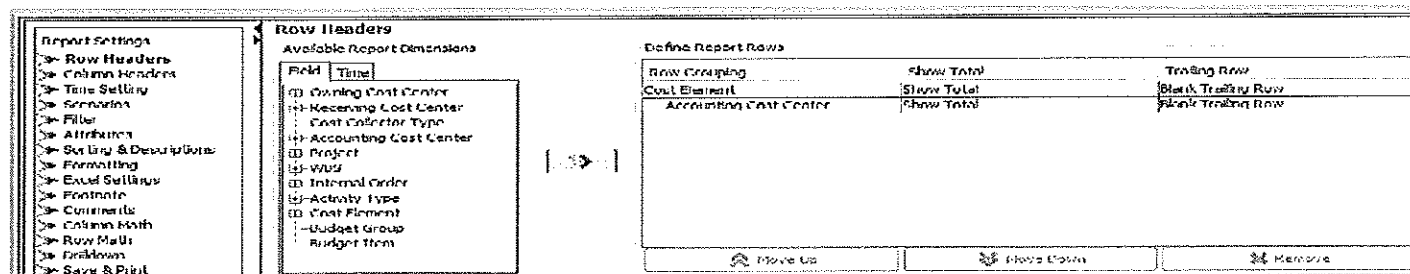 Report Settings
Row Headers
Column Headers
Time Setting
Scenarios
Filter
Attributes
Sorting & Descriptions
Formatting
Excel Settings
Footnote
Comments
Column Math
Row Math
Drilldown
Save & Print
Row Headers
Available Report Dimensions
Field Time
Owning Cost Center
Receiving Cost Center
Cost Collector Type
Accounting Cost Center
Project
WBS
Internal Order
Activity Type
Cost Element
Budget Group
Budget Item
Define Report Rows
Row Grouping Show Total Trailing Row
Cost Element Show Total Blank Trailing Row
Accounting Cost Center Show Total Blank Trailing Row
Move Up Move Down Remove